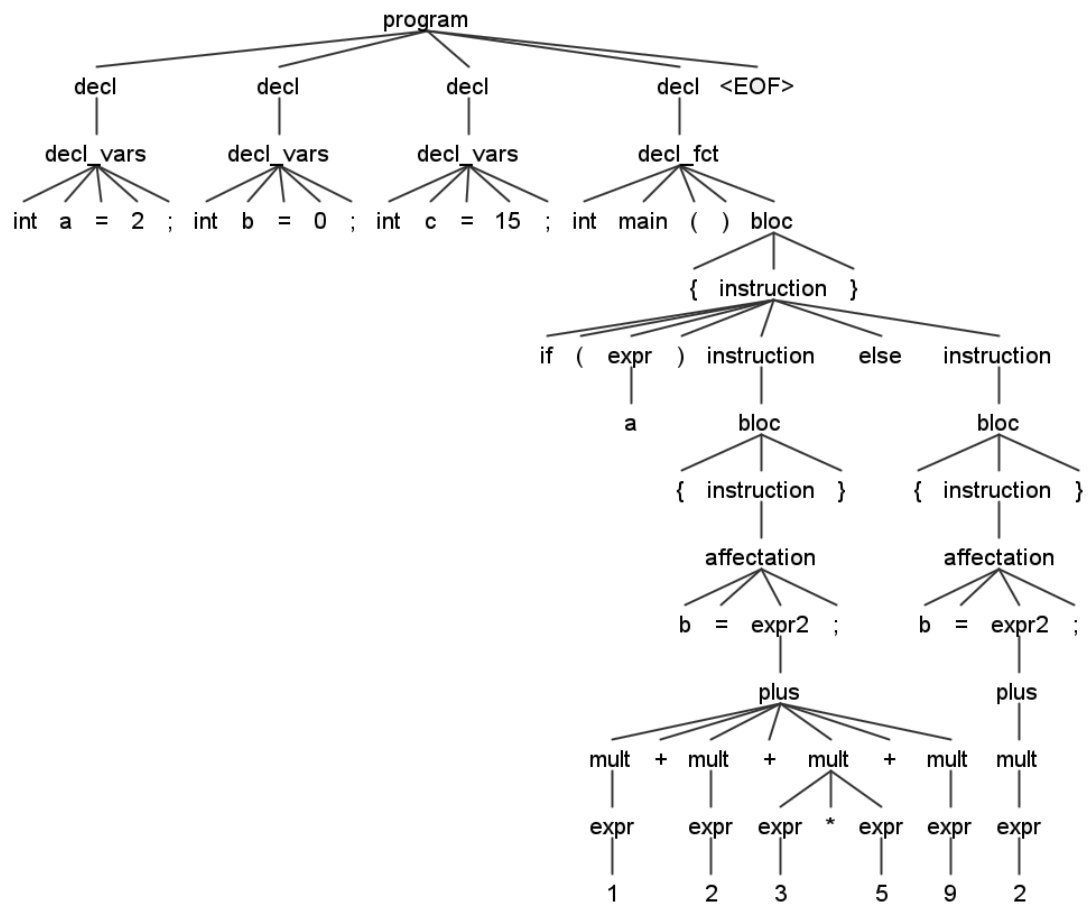 program
decl decl decl decl <EOF>
decl_vars decl_vars decl_vars decl_fct
int a = 2 ; int b = 0 ; int c = 15 ; int main ( ) bloc
{ instruction }
if ( expr ) instruction else instruction
a bloc bloc
{ instruction } { instruction }
affectation affectation
b = expr2 ; b = expr2 ;
plus plus
mult + mult + mult + mult mult
expr expr expr * expr expr expr
1 2 3 5 9 2